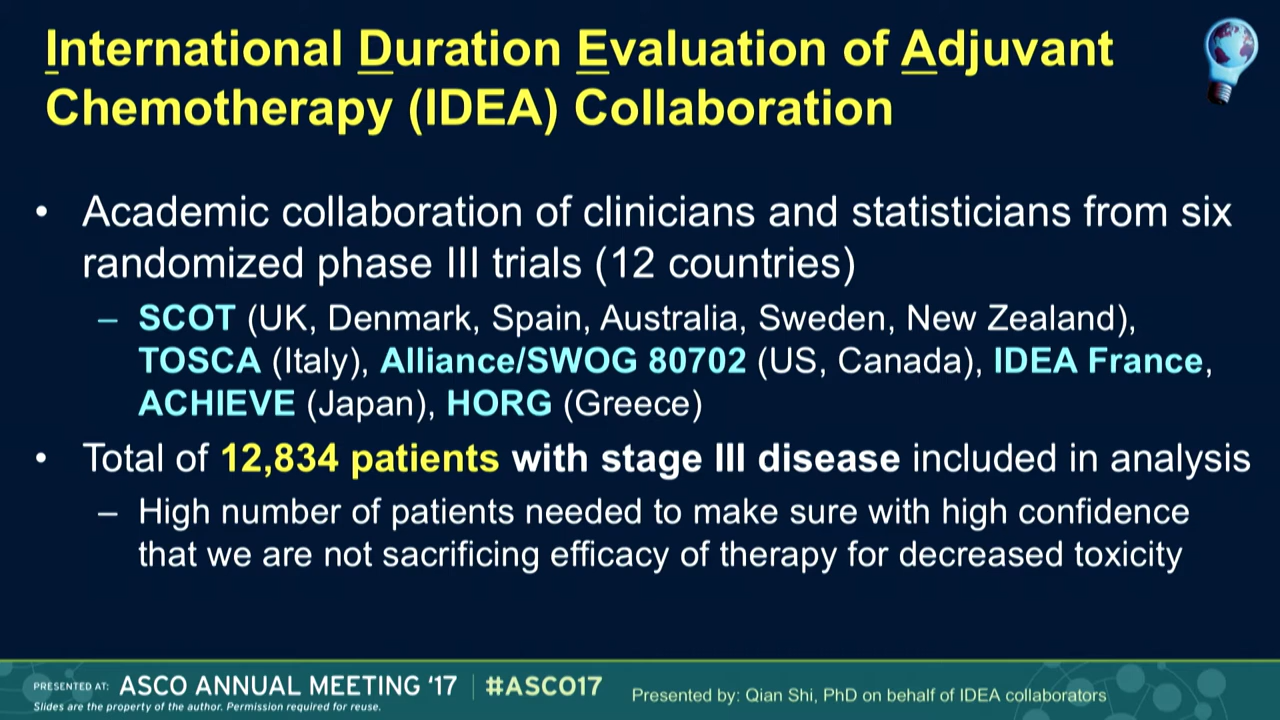 International Duration Evaluation of Adjuvant
Chemotherapy (IDEA) Collaboration
• Academic collaboration of clinicians and statisticians from six
randomized phase III trials (12 countries)
– SCOT (UK, Denmark, Spain, Australia, Sweden, New Zealand),
TOSCA (Italy), Alliance/SWOG 80702 (US, Canada), IDEA France,
ACHIEVE (Japan), HORG (Greece)
• Total of 12,834 patients with stage III disease included in analysis
– High number of patients needed to make sure with high confidence
that we are not sacrificing efficacy of therapy for decreased toxicity
PRESENTED AT: ASCO ANNUAL MEETING ‘17 | #ASCO17
Slides are the property of the author. Permission required for reuse.
Presented by: Qian Shi, PhD on behalf of IDEA collaborators